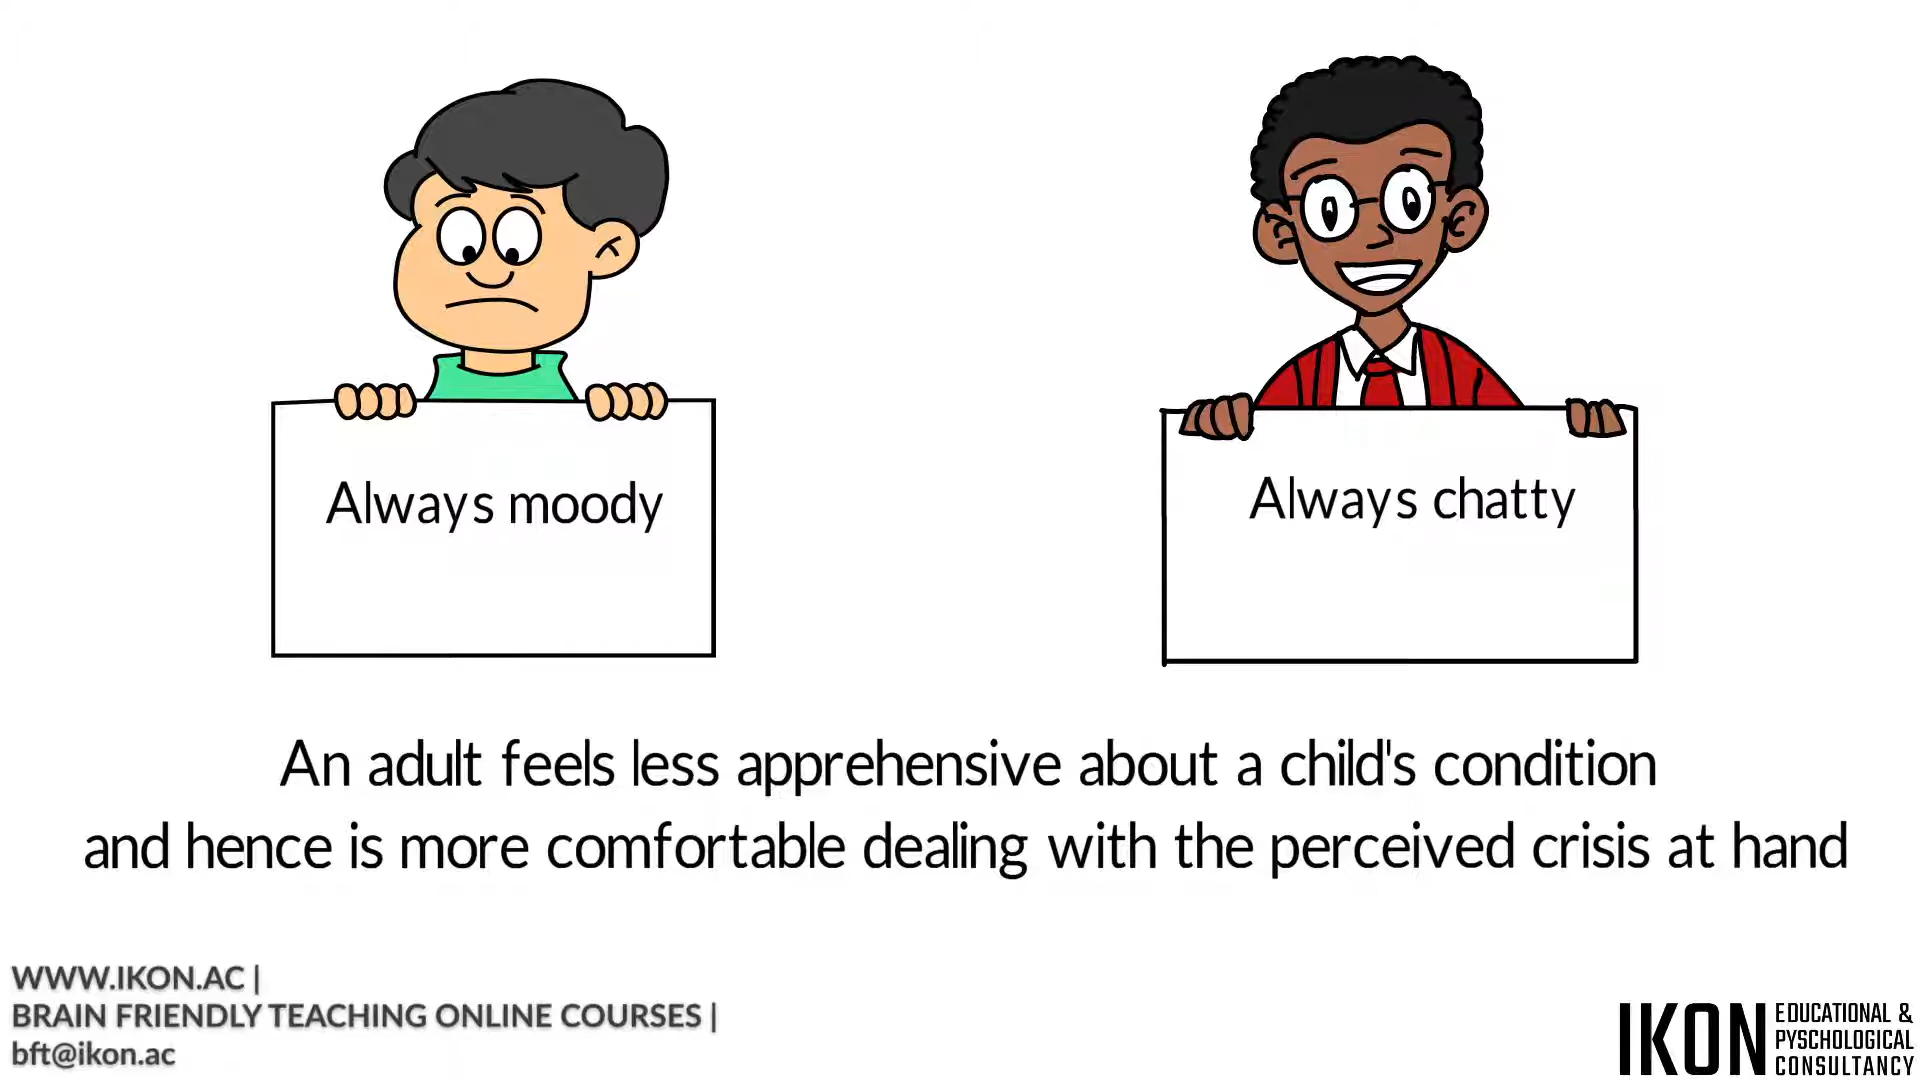 Always moody
Always chatty
An adult feels less apprehensive about a child's condition
and hence is more comfortable dealing with the perceived crisis at hand
WWW.IKON.AC |
BRAIN FRIENDLY TEACHING ONLINE COURSES |
bft@ikon.ac
IKON
EDUCATIONAL &
PYSCHOLOGICAL
CONSULTANCY